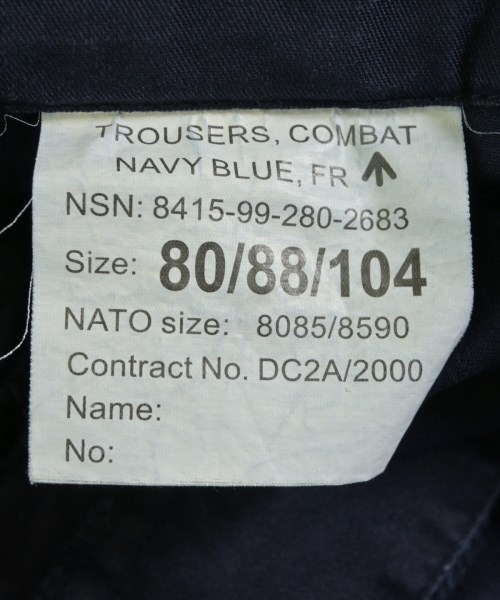 TROUSERS, COMBAT
NAVY BLUE, FR
NSN: 8415-99-280-2683
Size: 80/88/104
NATO size: 8085/8590
Contract No. DC2A/2000
Name:
No: